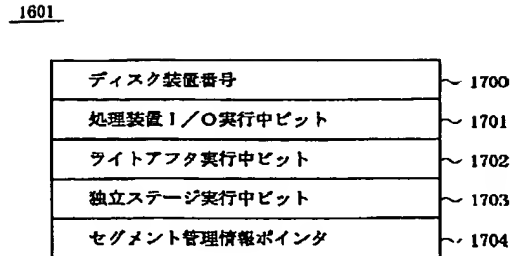 1601
ディスク装置番号 ~ 1700
処理装置I/O実行中ビット ~ 1701
ライトアフタ実行中ビット ~ 1702
独立ステージ実行中ビット ~ 1703
セグメント管理情報ポインタ ~ 1704